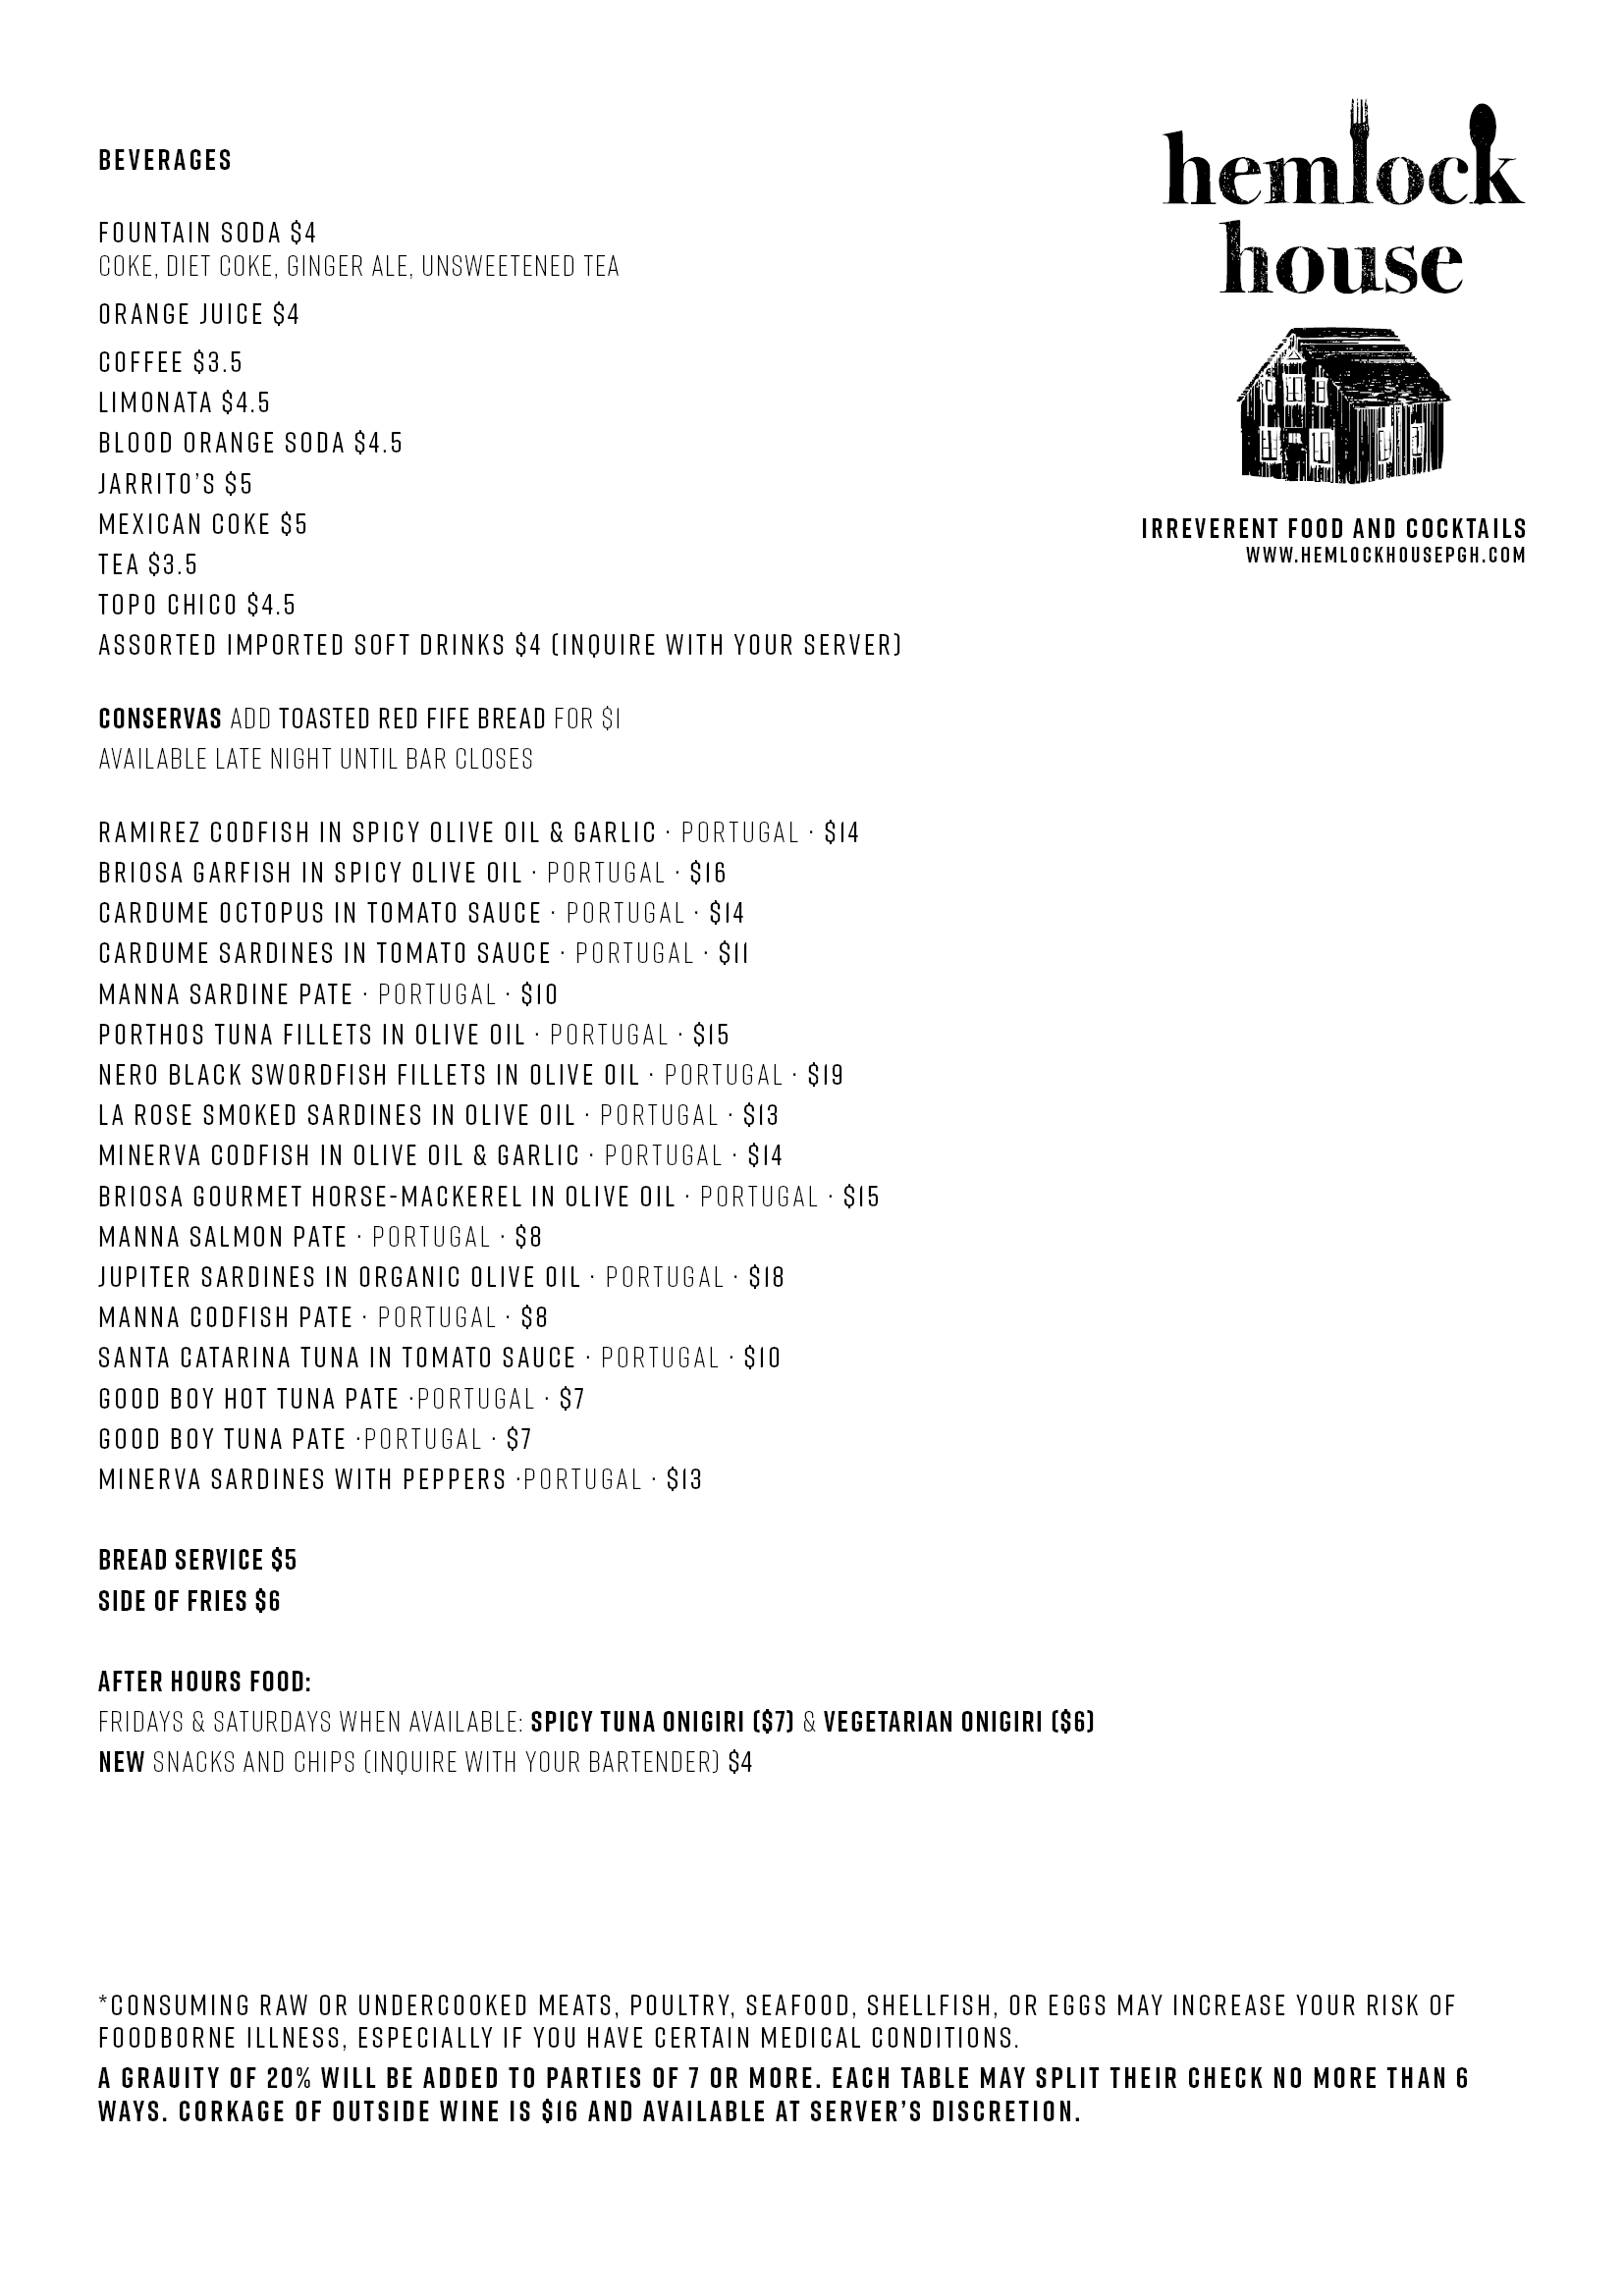 BEVERAGES
FOUNTAIN SODA $4
COKE, DIET COKE, GINGER ALE, UNSWEETENED TEA
ORANGE JUICE $4
COFFEE $3.5
LIMONATA $4.5
BLOOD ORANGE SODA $4.5
JARRITO'S $5
MEXICAN COKE $5
TEA $3.5
TOPO CHICO $4.5
ASSORTED IMPORTED SOFT DRINKS $4 (INQUIRE WITH YOUR SERVER)
hemlock
house
IRREVERENT FOOD AND COCKTAILS
WWW.HEMLOCKHOUSEPGH.COM
CONSERVAS ADD TOASTED RED FIFE BREAD FOR $1
AVAILABLE LATE NIGHT UNTIL BAR CLOSES
RAMIREZ CODFISH IN SPICY OLIVE OIL & GARLIC · PORTUGAL · $14
BRIOSA GARFISH IN SPICY OLIVE OIL · PORTUGAL · $16
CARDUME OCTOPUS IN TOMATO SAUCE · PORTUGAL · $14
CARDUME SARDINES IN TOMATO SAUCE · PORTUGAL · $11
MANNA SARDINE PATE · PORTUGAL · $10
PORTHOS TUNA FILLETS IN OLIVE OIL · PORTUGAL · $15
NERO BLACK SWORDFISH FILLETS IN OLIVE OIL · PORTUGAL · $19
LA ROSE SMOKED SARDINES IN OLIVE OIL · PORTUGAL · $13
MINERVA CODFISH IN OLIVE OIL & GARLIC · PORTUGAL · $14
BRIOSA GOURMET HORSE-MACKEREL IN OLIVE OIL · PORTUGAL · $15
MANNA SALMON PATE · PORTUGAL · $8
JUPITER SARDINES IN ORGANIC OLIVE OIL · PORTUGAL · $18
MANNA CODFISH PATE · PORTUGAL · $8
SANTA CATARINA TUNA IN TOMATO SAUCE · PORTUGAL · $10
GOOD BOY HOT TUNA PATE ·PORTUGAL · $7
GOOD BOY TUNA PATE ·PORTUGAL · $7
MINERVA SARDINES WITH PEPPERS ·PORTUGAL · $13
BREAD SERVICE $5
SIDE OF FRIES $6
AFTER HOURS FOOD:
FRIDAYS & SATURDAYS WHEN AVAILABLE: SPICY TUNA ONIGIRI ($7) & VEGETARIAN ONIGIRI ($6)
NEW SNACKS AND CHIPS (INQUIRE WITH YOUR BARTENDER) $4
*CONSUMING RAW OR UNDERCOOKED MEATS, POULTRY, SEAFOOD, SHELLFISH, OR EGGS MAY INCREASE YOUR RISK OF
FOODBORNE ILLNESS, ESPECIALLY IF YOU HAVE CERTAIN MEDICAL CONDITIONS.
A GRAUITY OF 20% WILL BE ADDED TO PARTIES OF 7 OR MORE. EACH TABLE MAY SPLIT THEIR CHECK NO MORE THAN 6
WAYS. CORKAGE OF OUTSIDE WINE IS $16 AND AVAILABLE AT SERVER'S DISCRETION.